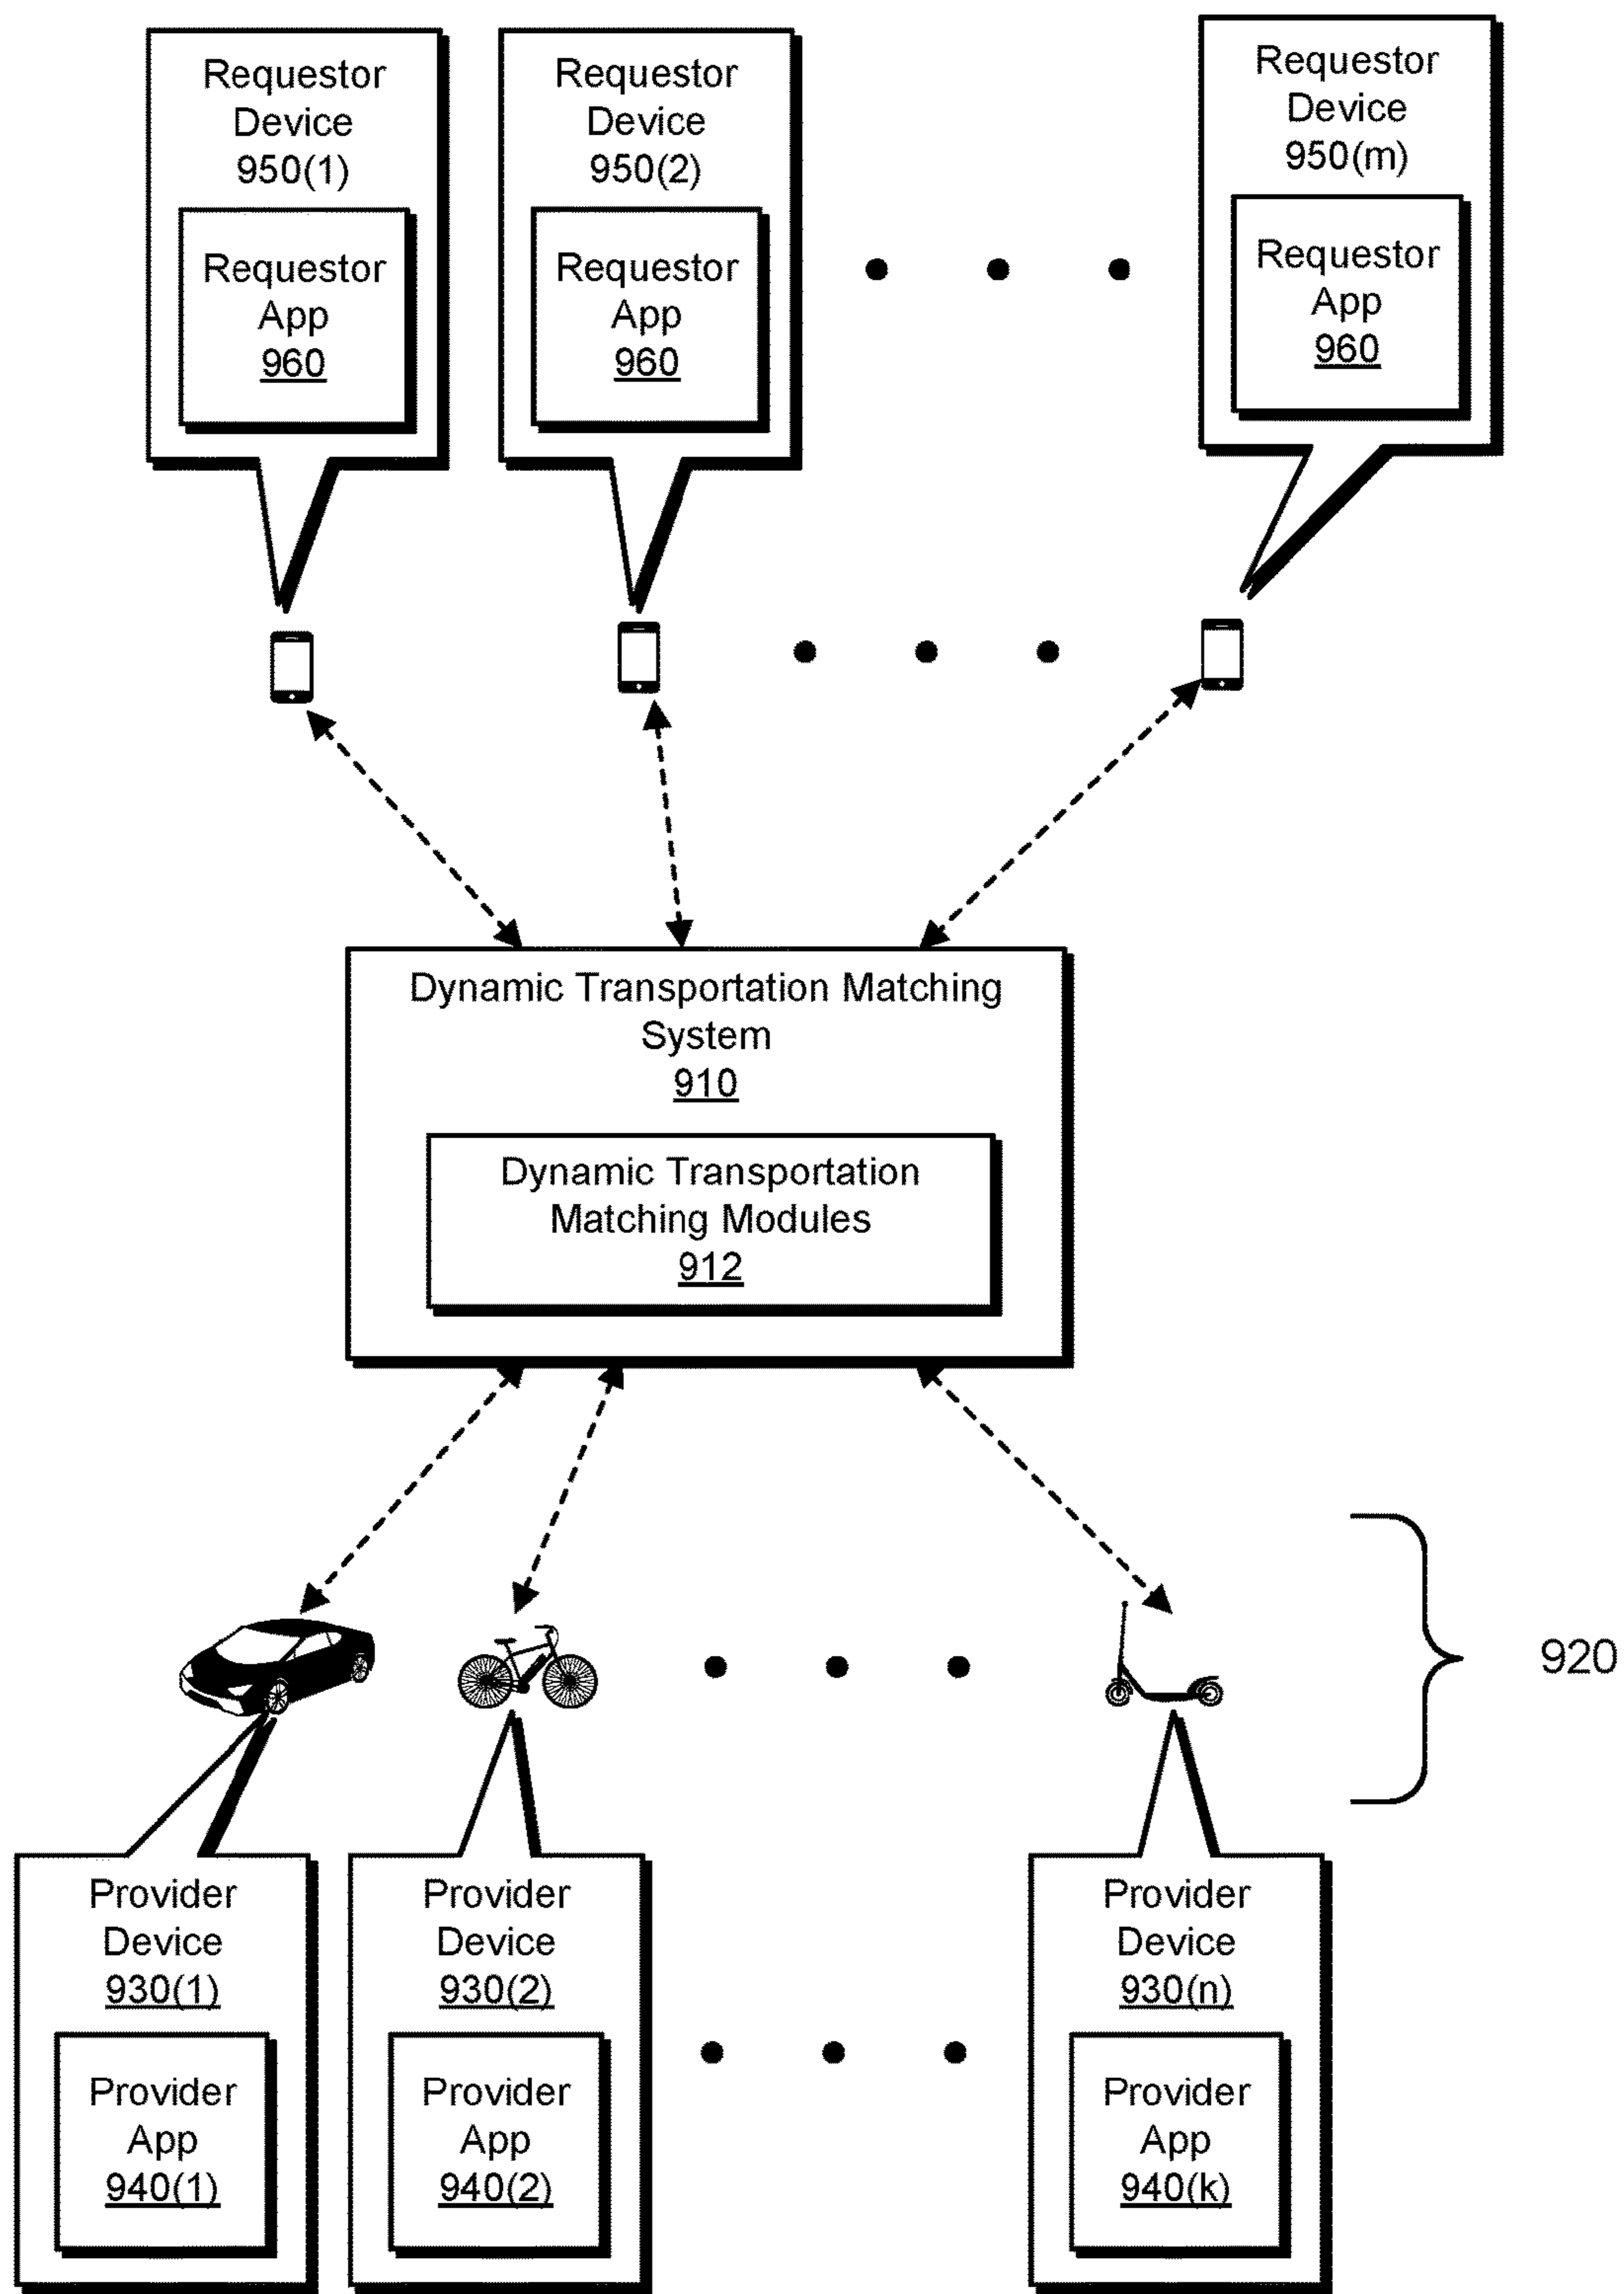 Requestor
Device
950(1)
Requestor
App
960
Requestor
Device
950(2)
Requestor
App
960
Requestor
Device
950(m)
Requestor
App
960
Dynamic Transportation Matching
System
910
Dynamic Transportation
Matching Modules
912
920
Provider
Device
930(1)
Provider
App
940(1)
Provider
Device
930(2)
Provider
App
940(2)
Provider
Device
930(n)
Provider
App
940(k)